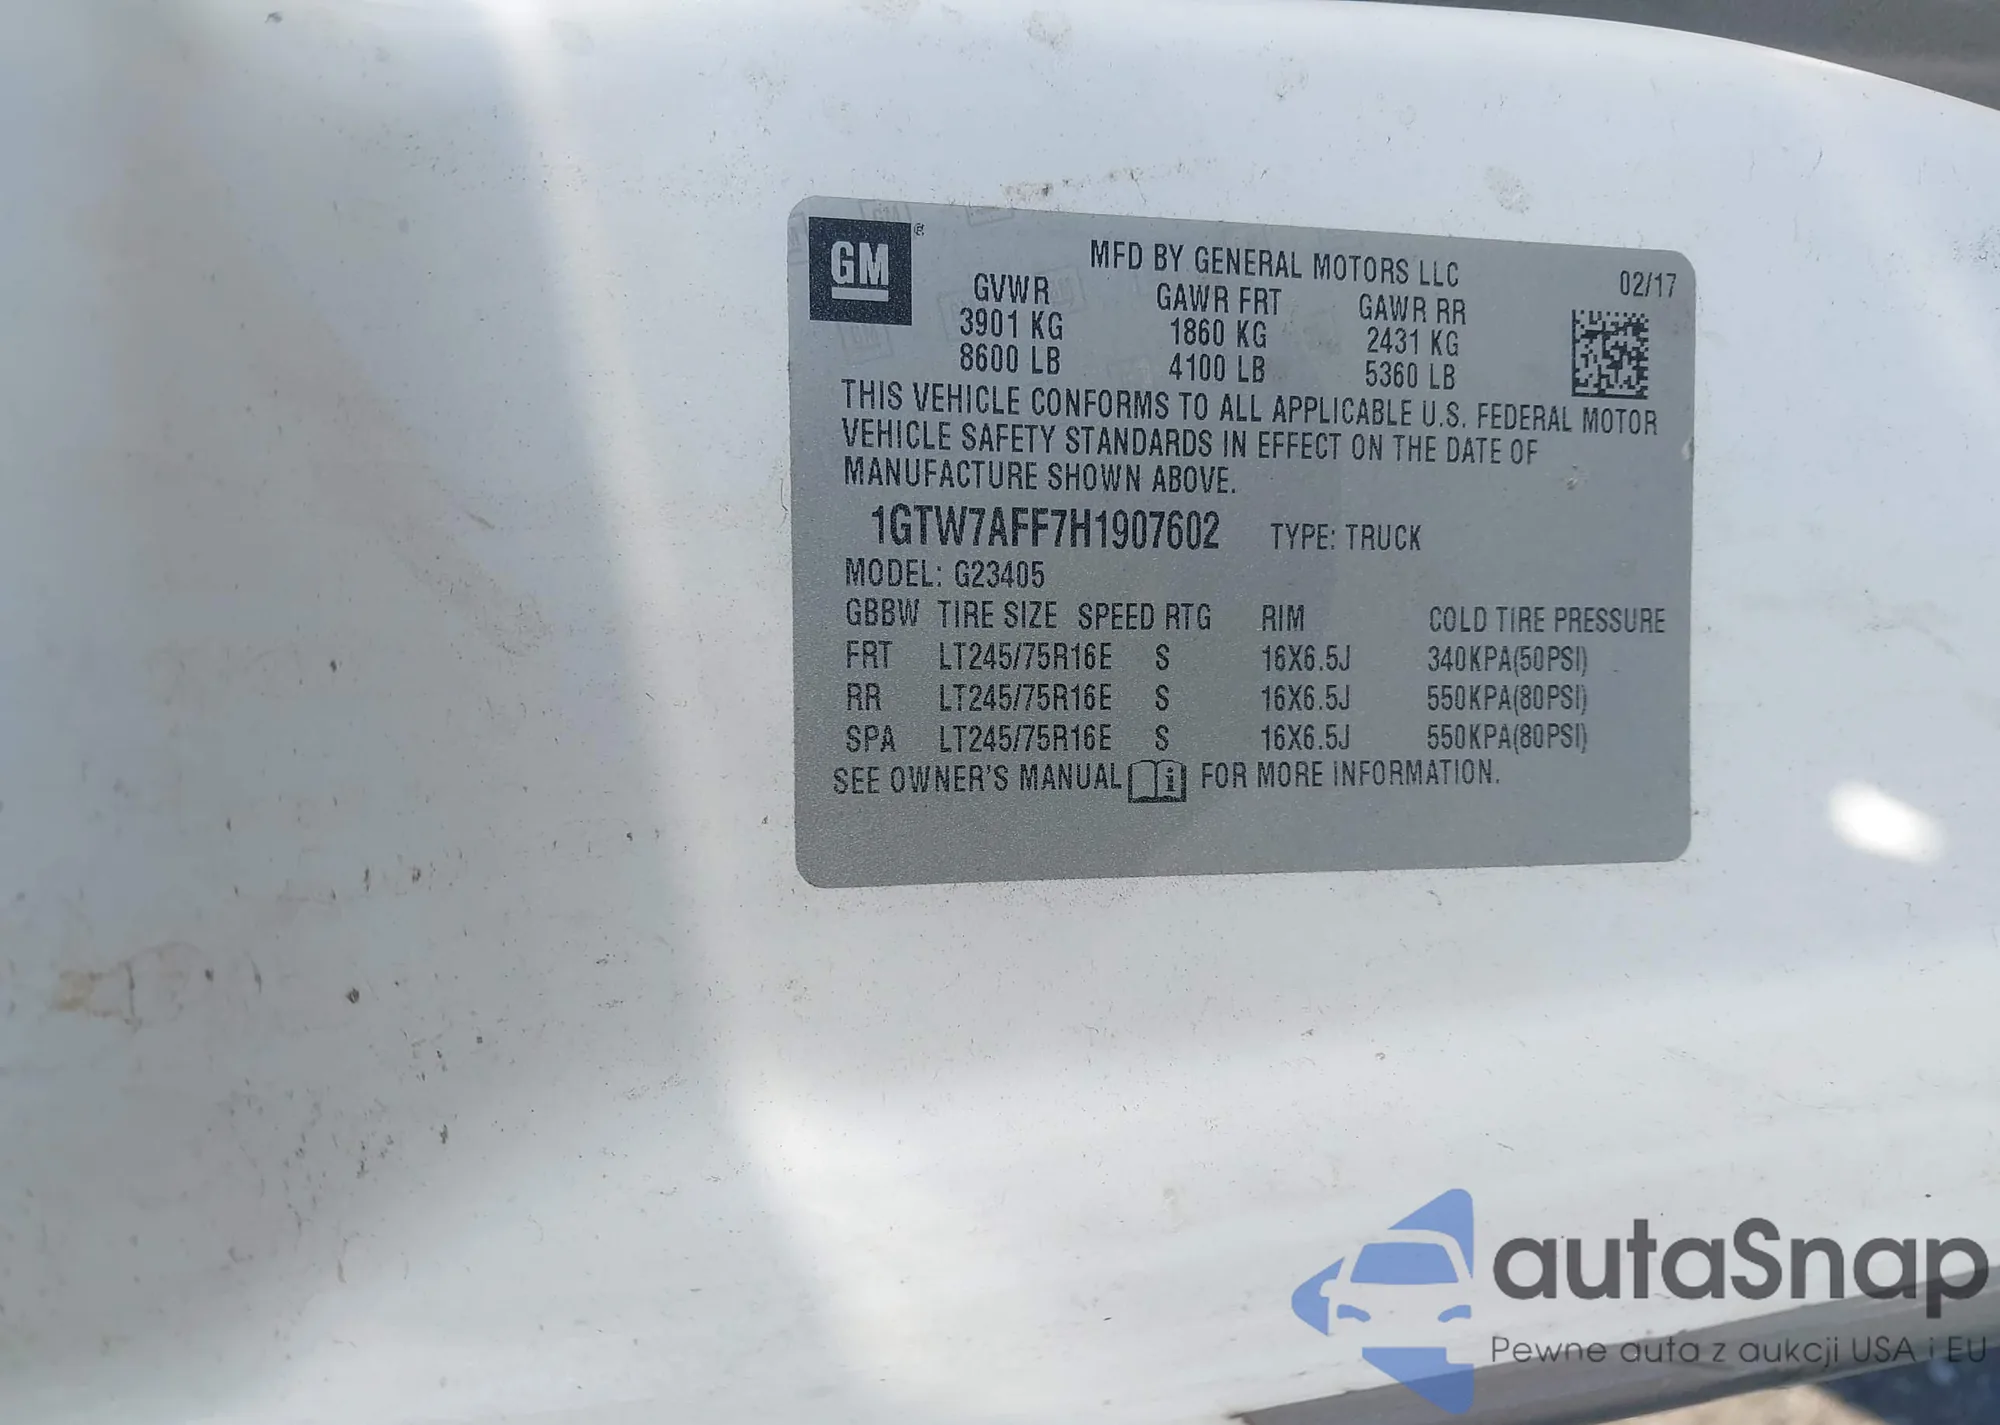 GM ®
MFD BY GENERAL MOTORS LLC 02/17
GVWR GAWR FRT GAWR RR
3901 KG 1860 KG 2431 KG
8600 LB 4100 LB 5360 LB
THIS VEHICLE CONFORMS TO ALL APPLICABLE U.S. FEDERAL MOTOR
VEHICLE SAFETY STANDARDS IN EFFECT ON THE DATE OF
MANUFACTURE SHOWN ABOVE.
1GTW7AFF7H1907602 TYPE: TRUCK
MODEL: G23405
GBBW TIRE SIZE SPEED RTG RIM COLD TIRE PRESSURE
FRT LT245/75R16E S 16X6.5J 340KPA(50PSI)
RR LT245/75R16E S 16X6.5J 550KPA(80PSI)
SPA LT245/75R16E S 16X6.5J 550KPA(80PSI)
SEE OWNER'S MANUAL i FOR MORE INFORMATION.
autaSnap
Pewne auta z aukcji USA i EU